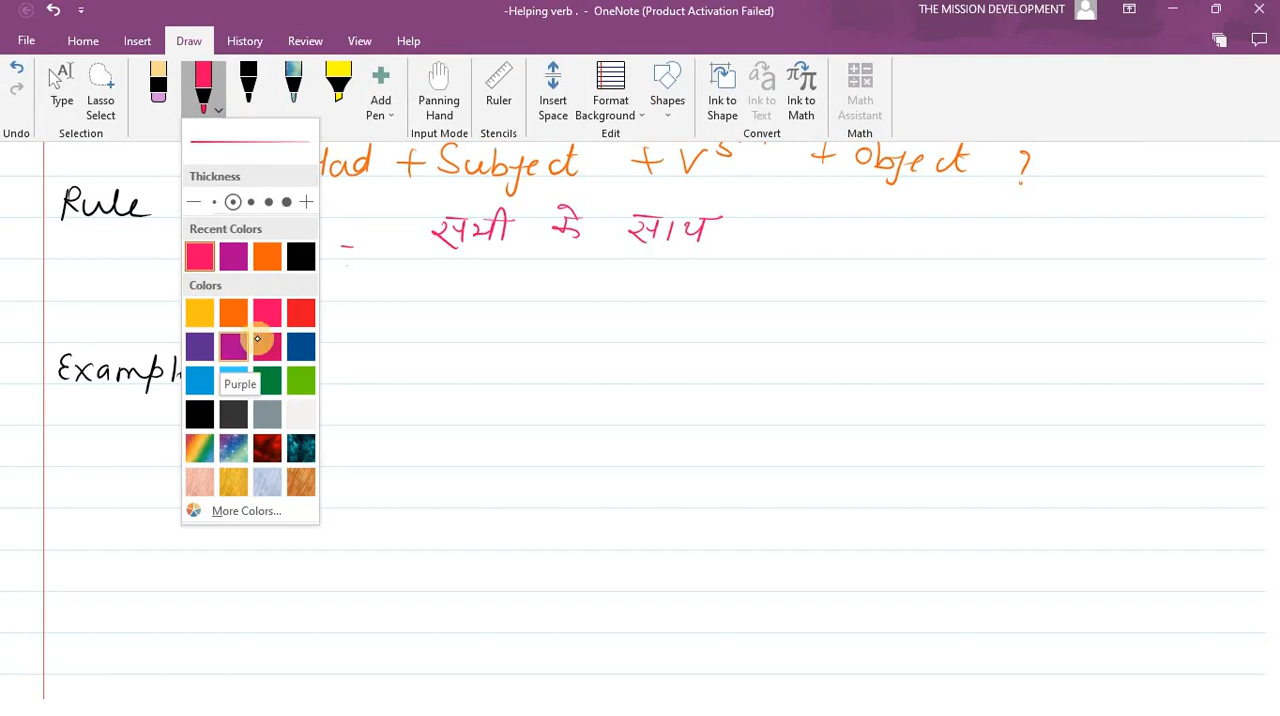 -Helping verb . - OneNote (Product Activation Failed)
THE MISSION DEVELOPMENT
File Home Insert Draw History Review View Help
Undo
Type
Lasso Select
Selection
Add Pen
Panning Hand
Input Mode
Ruler
Stencils
Insert Space
Format Background
Shapes
Edit
Ink to Shape
Ink to Text
Ink to Math
Convert
Math Assistant
Math
Had + Subject + V + Object ?
Rule
सभी के साथ
Thickness
Recent Colors
Colors
Purple
More Colors...